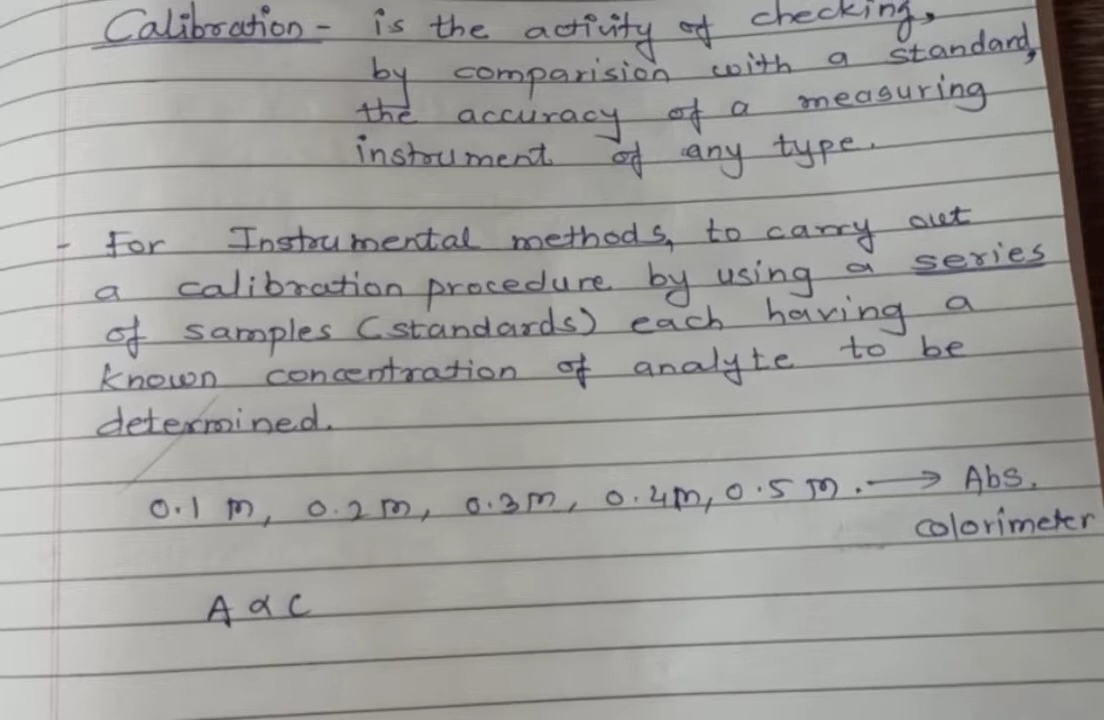 Calibration - is the activity of checking,
by comparision with a standard,
the accuracy of a measuring
instrument of any type.
- For Instrumental methods, to carry out
a calibration procedure by using a series
of samples (standards) each having a
known concentration of analyte to be
determined.
0.1 m, 0.2 m, 0.3 m, 0.4 m, 0.5 m. → Abs.
colorimeter
A α C